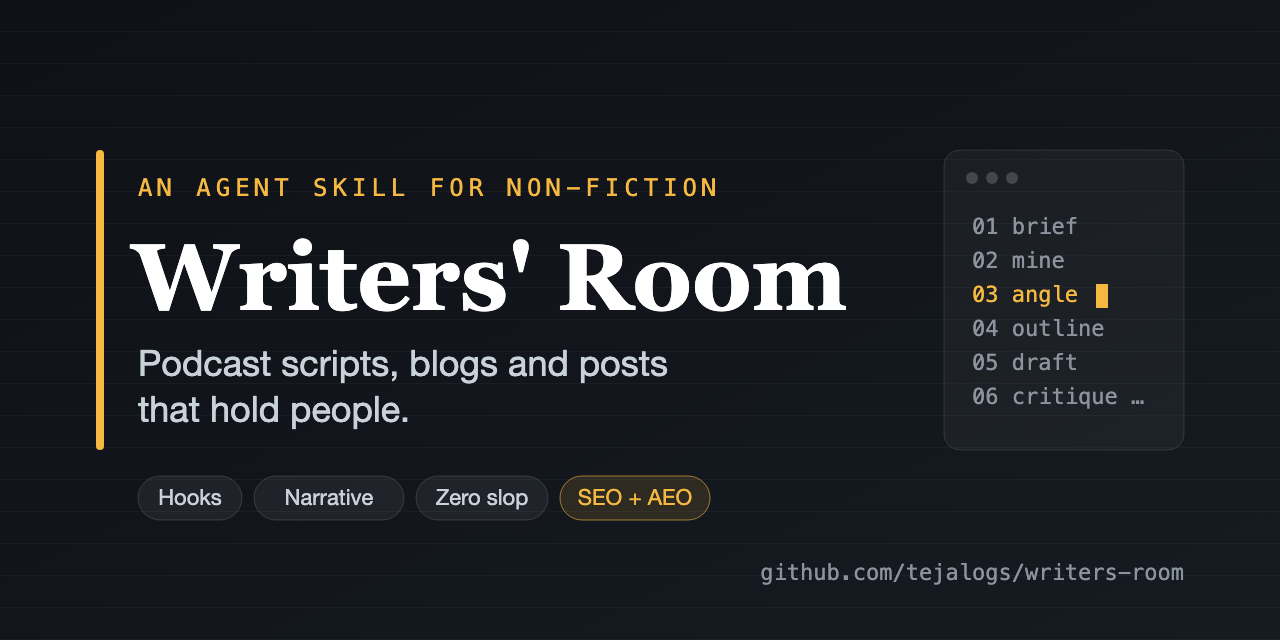 AN AGENT SKILL FOR NON-FICTION
Writers' Room
Podcast scripts, blogs and posts
that hold people.
Hooks
Narrative
Zero slop
SEO + AEO
01 brief
02 mine
03 angle
04 outline
05 draft
06 critique …
github.com/tejalogs/writers-room